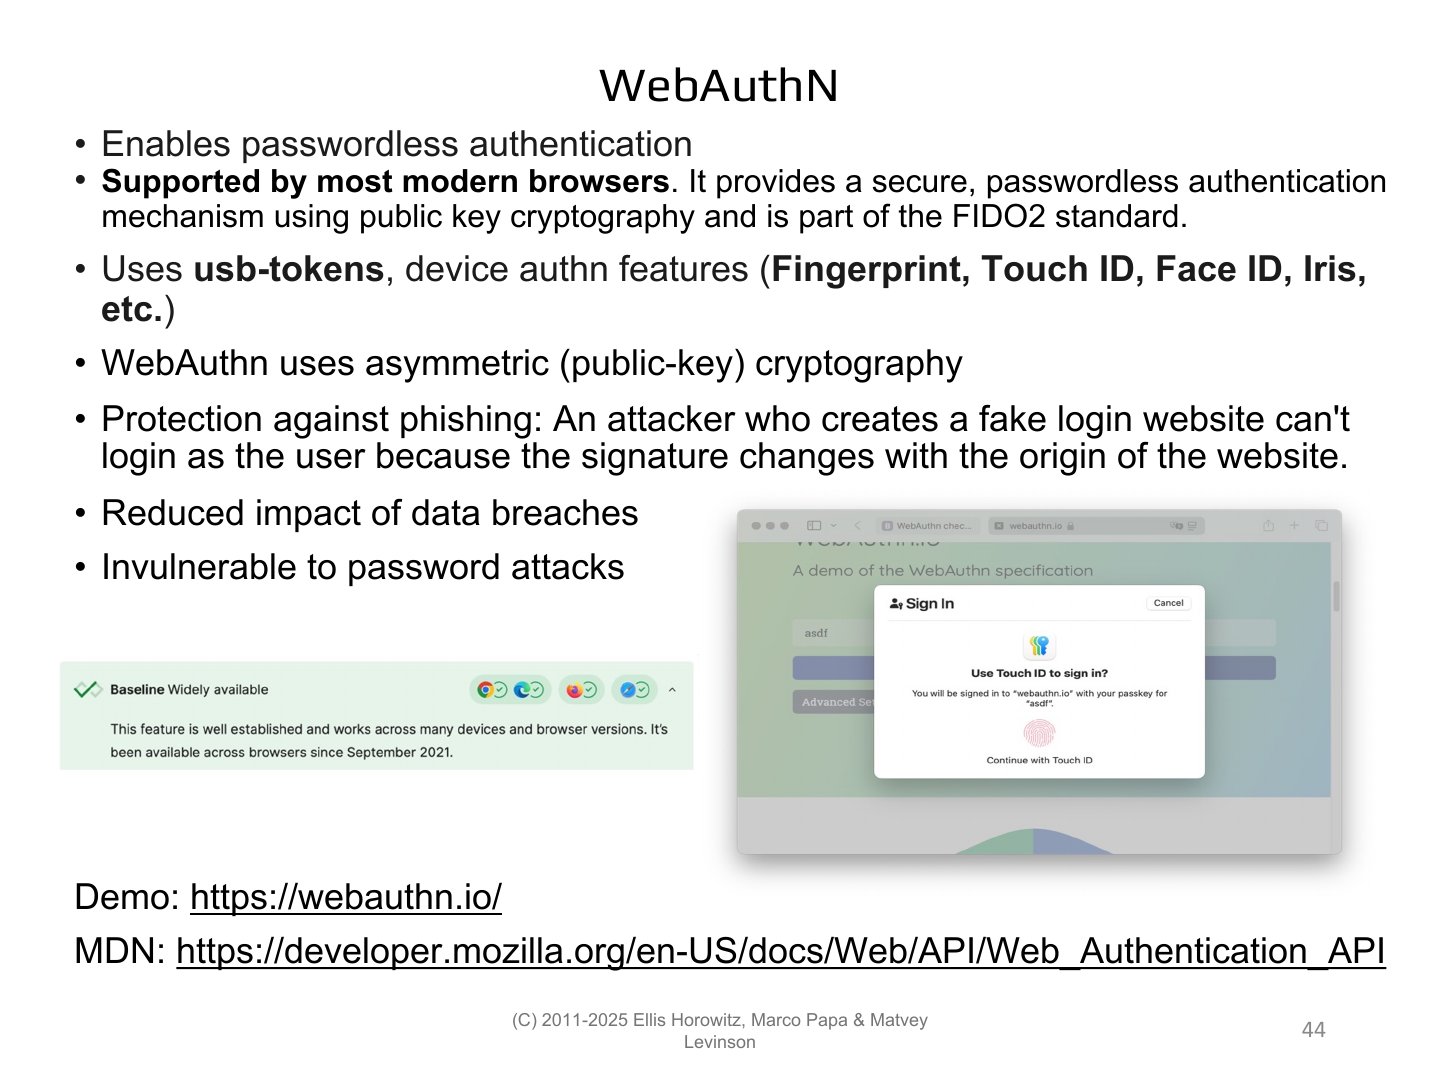 WebAuthN
• Enables passwordless authentication
• Supported by most modern browsers. It provides a secure, passwordless authentication
mechanism using public key cryptography and is part of the FIDO2 standard.
• Uses usb-tokens, device authn features (Fingerprint, Touch ID, Face ID, Iris,
etc.)
• WebAuthn uses asymmetric (public-key) cryptography
• Protection against phishing: An attacker who creates a fake login website can't
login as the user because the signature changes with the origin of the website.
• Reduced impact of data breaches
• Invulnerable to password attacks
WebAuthn chec...
webauthn.io
WebAuthn.io
A demo of the WebAuthn specification
asdf
Advanced Se
Sign In
Cancel
Use Touch ID to sign in?
You will be signed in to “webauthn.io” with your passkey for
“asdf”.
Continue with Touch ID
Baseline Widely available
This feature is well established and works across many devices and browser versions. It's
been available across browsers since September 2021.
Demo: https://webauthn.io/
MDN: https://developer.mozilla.org/en-US/docs/Web/API/Web_Authentication_API
(C) 2011-2025 Ellis Horowitz, Marco Papa & Matvey
Levinson
44